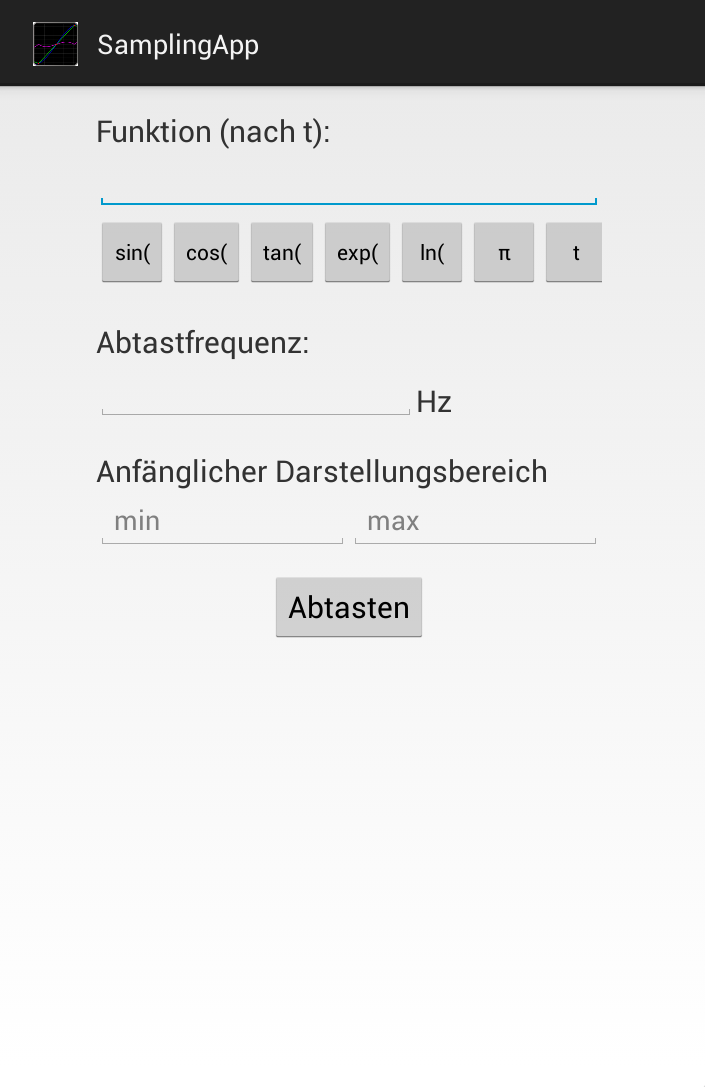 SamplingApp
Funktion (nach t):
sin( cos( tan( exp( ln( π t
Abtastfrequenz:
Hz
Anfänglicher Darstellungsbereich
min max
Abtasten